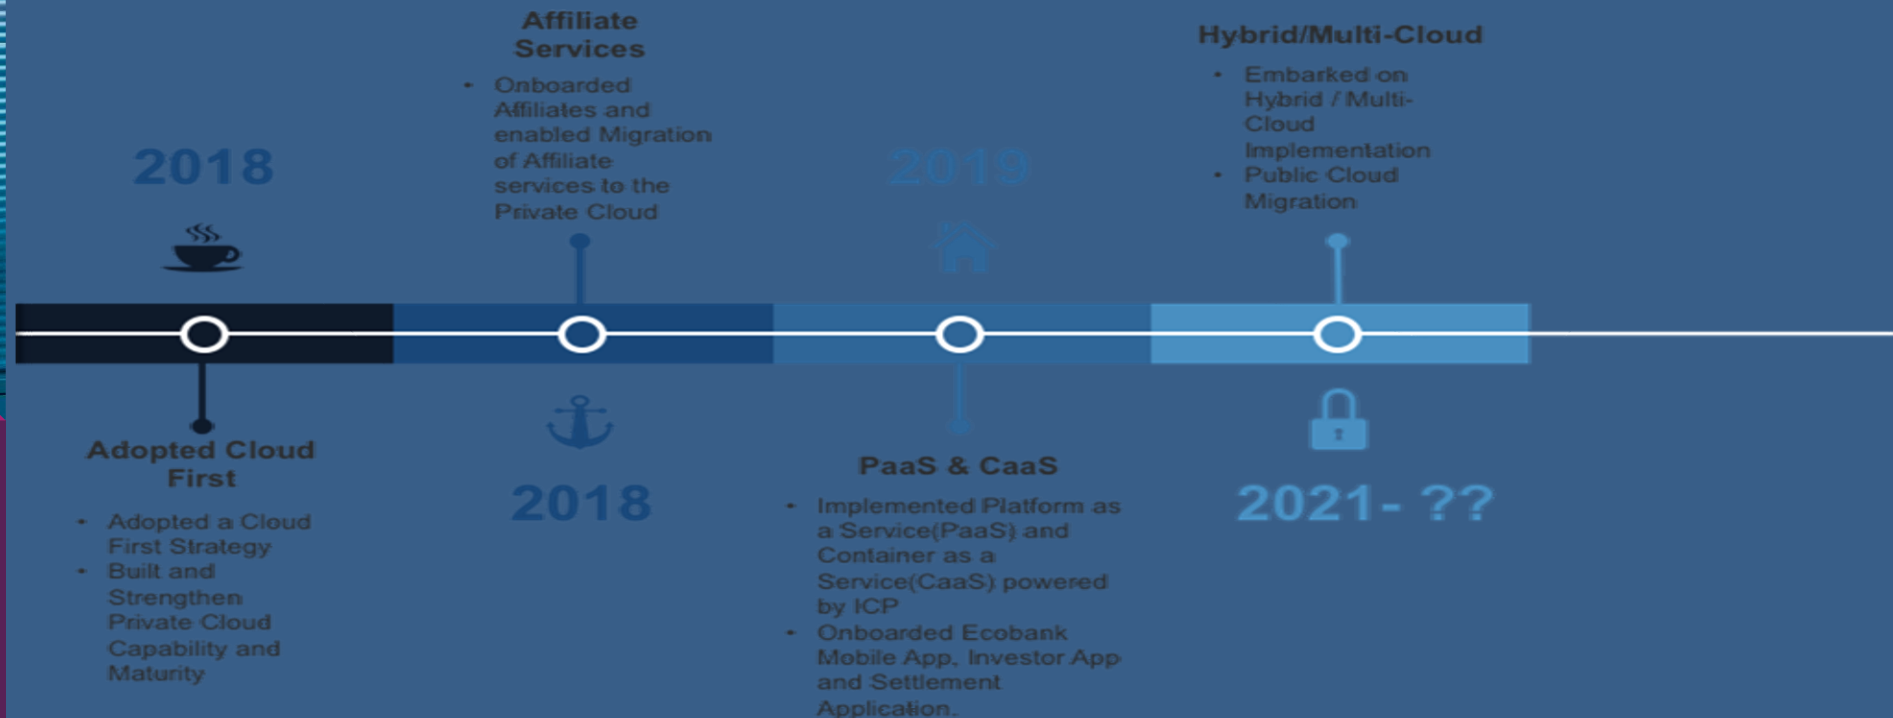 2018
Adopted Cloud
First
• Adopted a Cloud
First Strategy
• Built and
Strengthen
Private Cloud
Capability and
Maturity
Affiliate
Services
• Onboarded
Affiliates and
enabled Migration
of Affiliate
services to the
Private Cloud
2018
2019
PaaS & CaaS
• Implemented Platform as
a Service(PaaS) and
Container as a
Service(CaaS) powered
by ICP
• Onboarded Ecobank
Mobile App, Investor App
and Settlement
Application.
Hybrid/Multi-Cloud
• Embarked on
Hybrid / Multi-
Cloud
Implementation
• Public Cloud
Migration
2021- ??